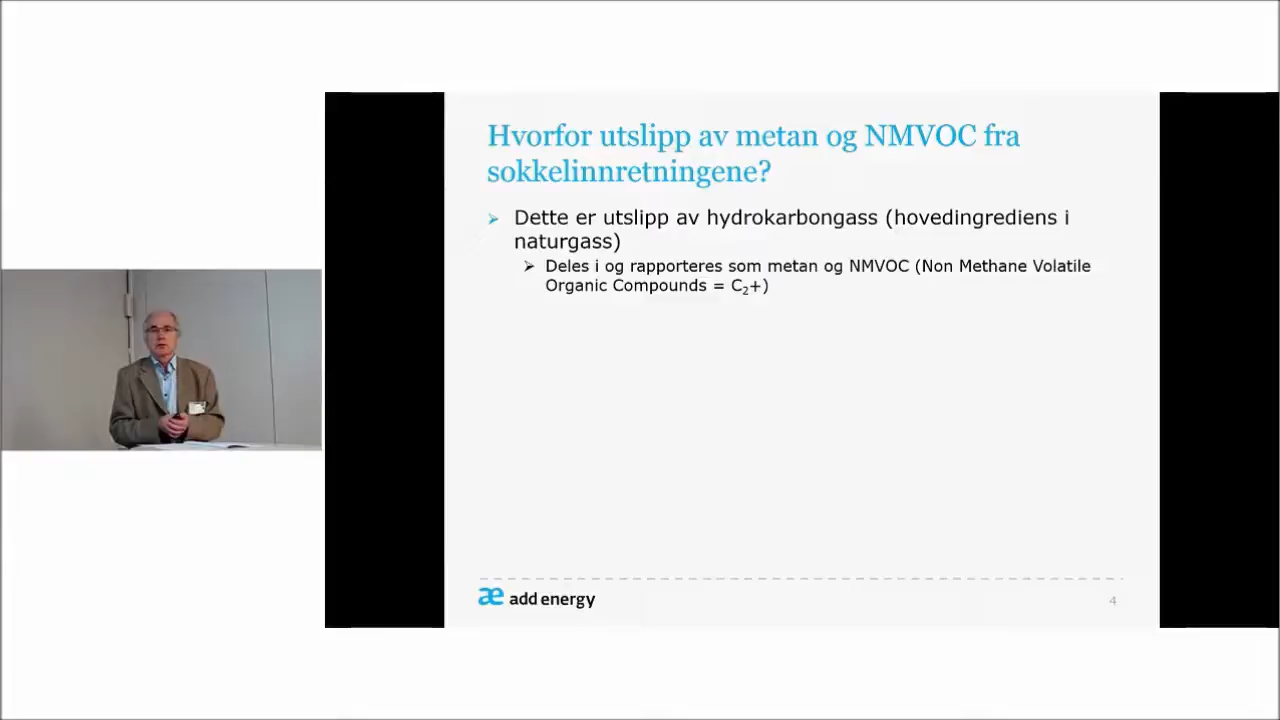 Hvorfor utslipp av metan og NMVOC fra
sokkelinnretningene?
Dette er utslipp av hydrokarbongass (hovedingrediens i
naturgass)
Deles i og rapporteres som metan og NMVOC (Non Methane Volatile
Organic Compounds = C₂+)
æ add energy
4